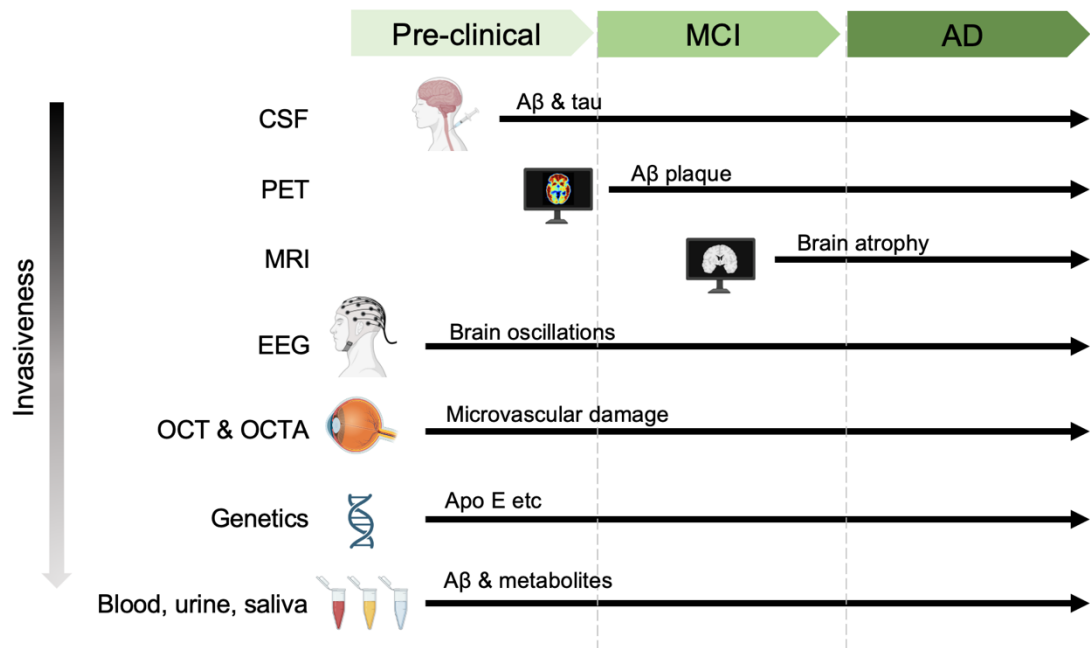 Pre-clinical
MCI
AD
Invasiveness
CSF
Aβ & tau
PET
Aβ plaque
MRI
Brain atrophy
EEG
Brain oscillations
OCT & OCTA
Microvascular damage
Genetics
Apo E etc
Blood, urine, saliva
Aβ & metabolites